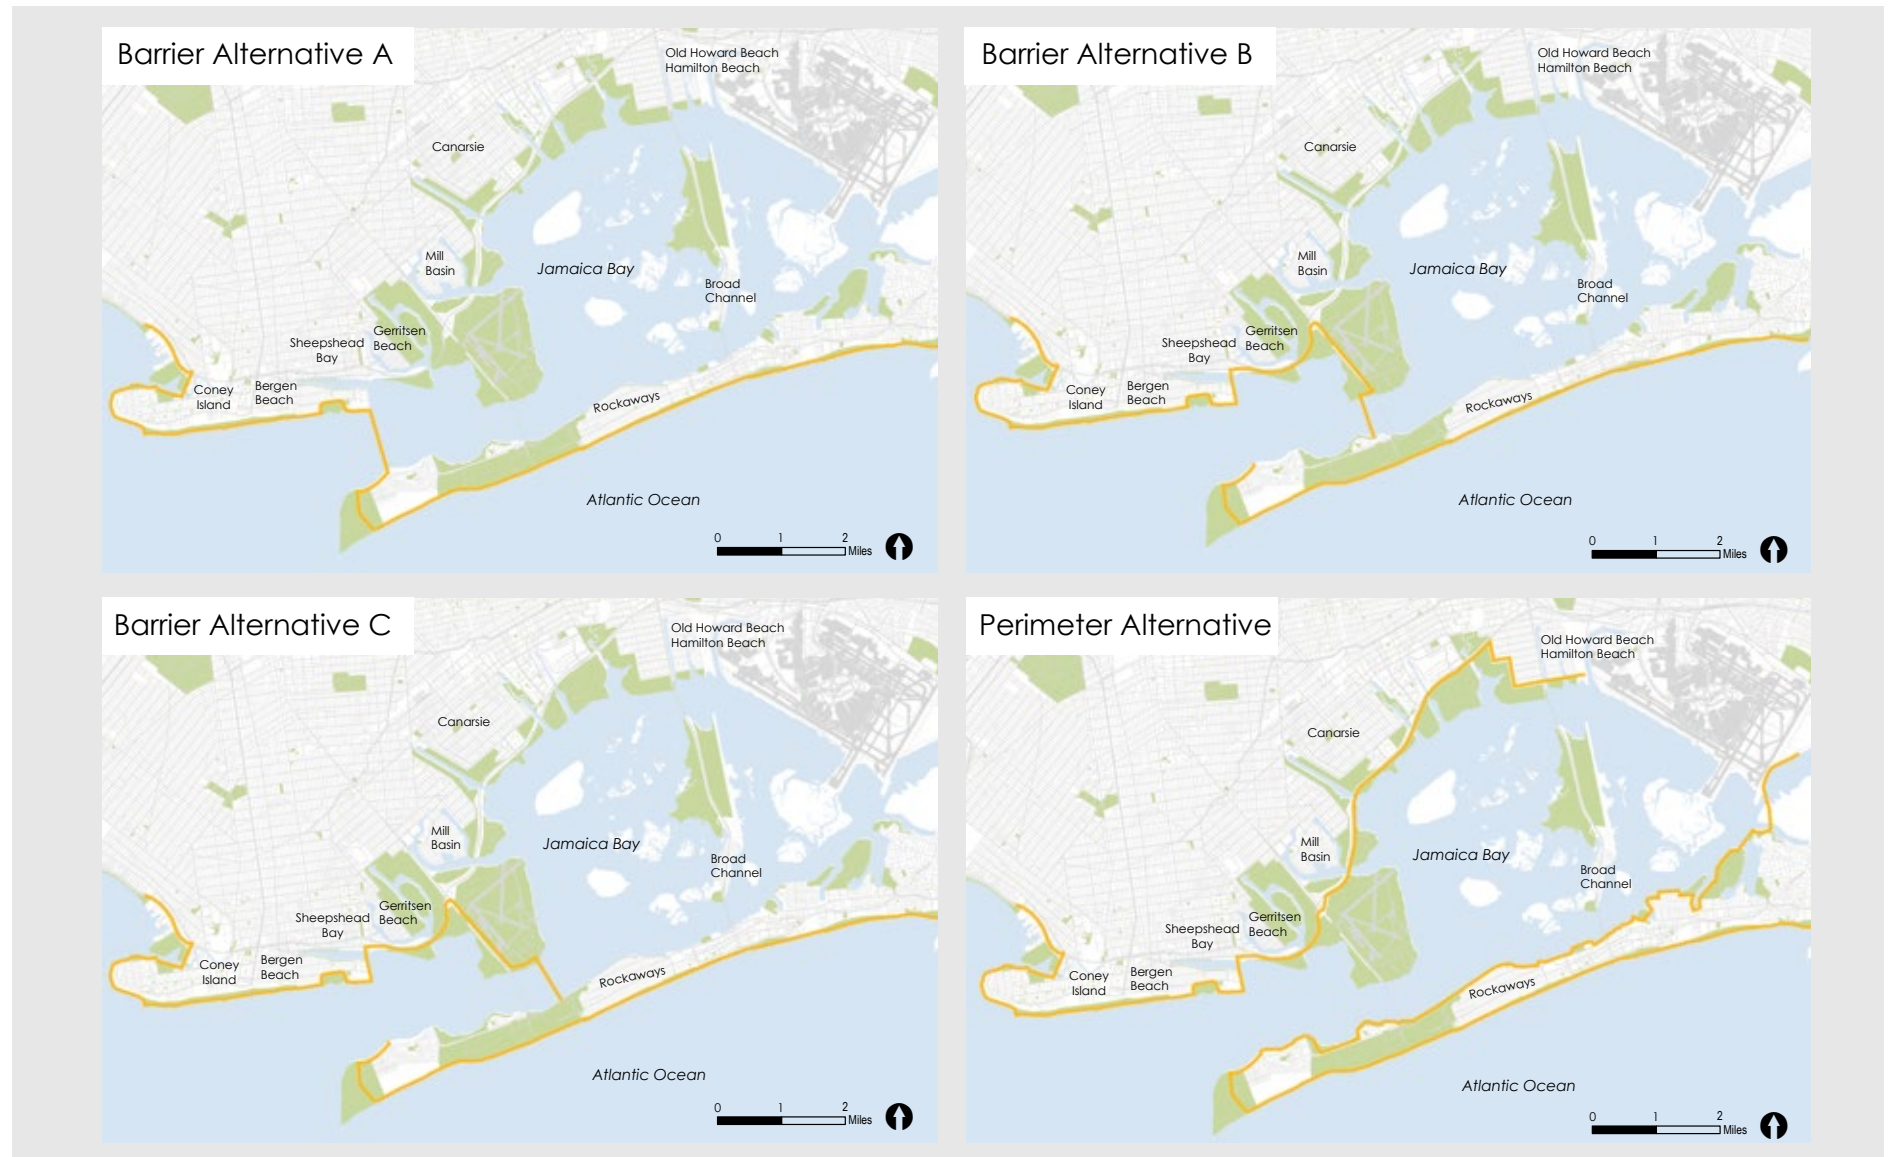 Barrier Alternative A
Old Howard Beach
Hamilton Beach
Canarsie
Mill
Basin
Jamaica Bay
Broad
Channel
Gerritsen
Beach
Sheepshead
Bay
Coney
Island
Bergen
Beach
Rockaways
Atlantic Ocean
0 1 2
Miles
Barrier Alternative B
Old Howard Beach
Hamilton Beach
Canarsie
Mill
Basin
Jamaica Bay
Broad
Channel
Gerritsen
Beach
Sheepshead
Bay
Coney
Island
Bergen
Beach
Rockaways
Atlantic Ocean
0 1 2
Miles
Barrier Alternative C
Old Howard Beach
Hamilton Beach
Canarsie
Mill
Basin
Jamaica Bay
Broad
Channel
Gerritsen
Beach
Sheepshead
Bay
Coney
Island
Bergen
Beach
Rockaways
Atlantic Ocean
0 1 2
Miles
Perimeter Alternative
Old Howard Beach
Hamilton Beach
Canarsie
Mill
Basin
Jamaica Bay
Broad
Channel
Gerritsen
Beach
Sheepshead
Bay
Coney
Island
Bergen
Beach
Rockaways
Atlantic Ocean
0 1 2
Miles